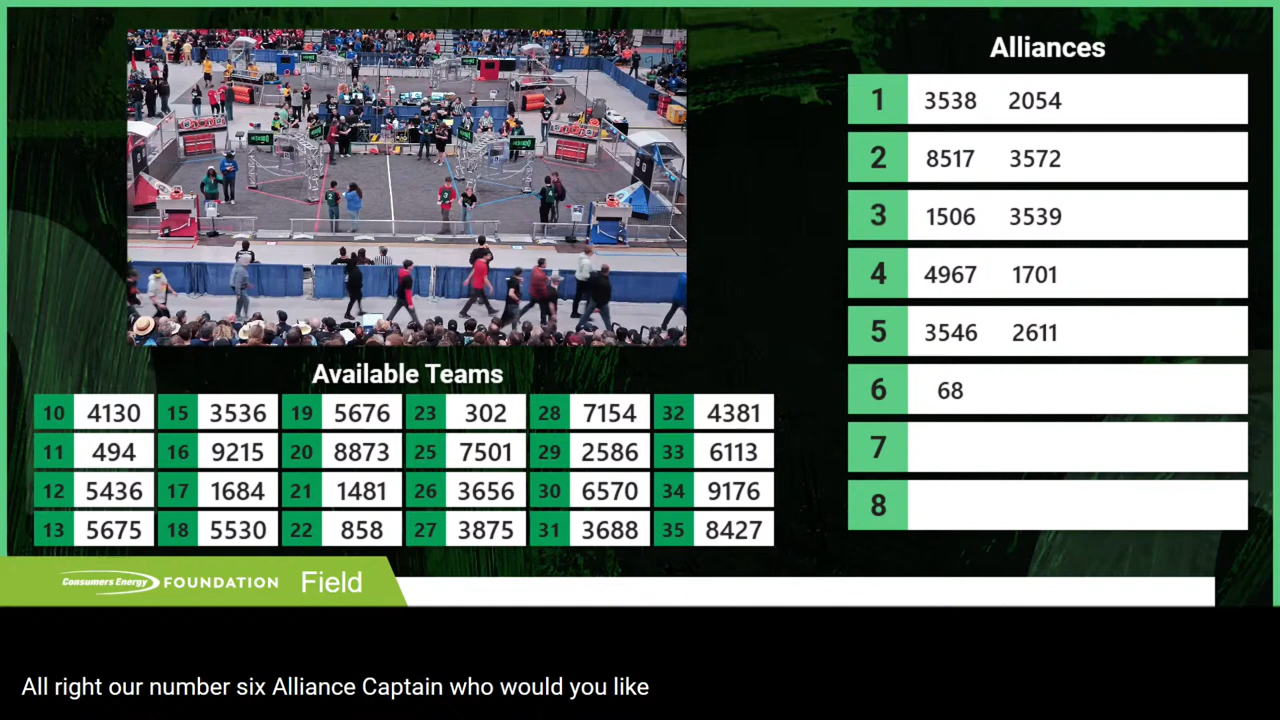 Alliances
1 3538 2054
2 8517 3572
3 1506 3539
4 4967 1701
5 3546 2611
6 68
7
8
Available Teams
10 4130 15 3536 19 5676 23 302 28 7154 32 4381
11 494 16 9215 20 8873 25 7501 29 2586 33 6113
12 5436 17 1684 21 1481 26 3656 30 6570 34 9176
13 5675 18 5530 22 858 27 3875 31 3688 35 8427
Consumers Energy FOUNDATION Field
All right our number six Alliance Captain who would you like